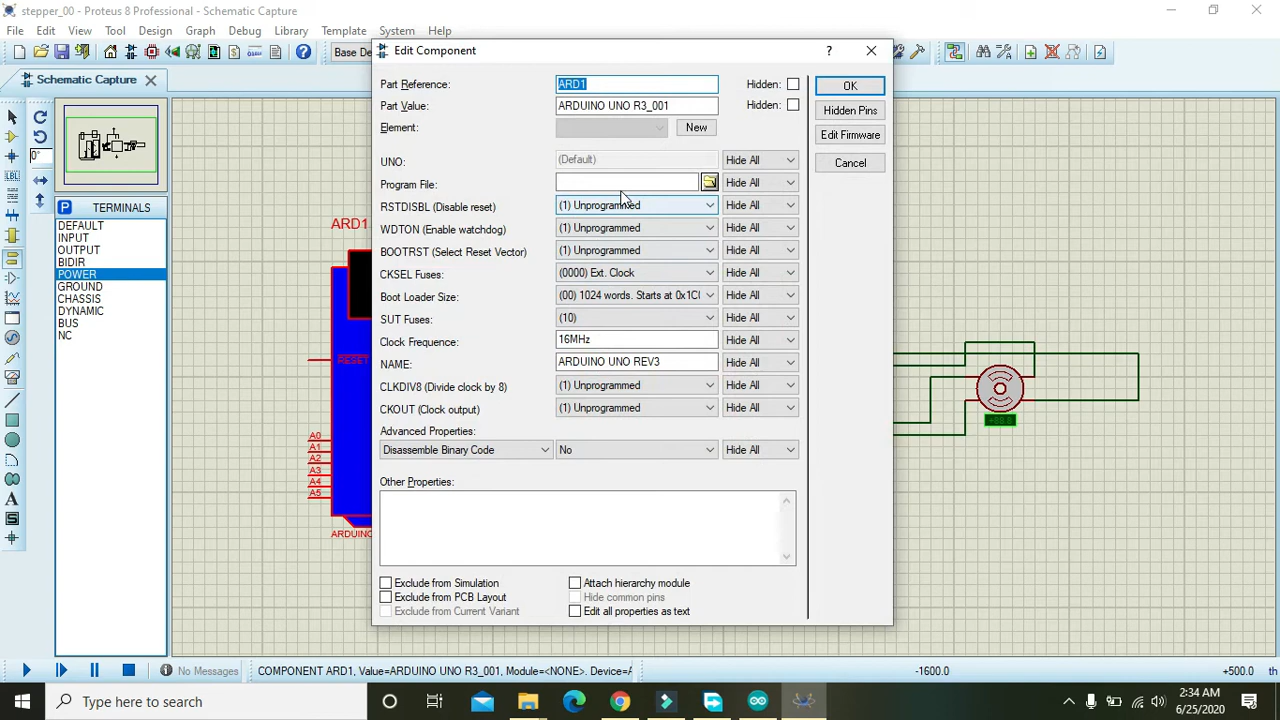 stepper_00 - Proteus 8 Professional - Schematic Capture
File Edit View Tool Design Graph Debug Library Template System Help
Base De
Schematic Capture
Edit Component
?
Part Reference: ARD1 Hidden: OK
Part Value: ARDUINO UNO R3_001 Hidden: Hidden Pins
Element: New Edit Firmware
UNO: (Default) Hide All Cancel
Program File: Hide All
RSTDISBL (Disable reset) (1) Unprogrammed Hide All
WDTON (Enable watchdog) (1) Unprogrammed Hide All
BOOTRST (Select Reset Vector) (1) Unprogrammed Hide All
CKSEL Fuses: (0000) Ext. Clock Hide All
Boot Loader Size: (00) 1024 words. Starts at 0x1C Hide All
SUT Fuses: (10) Hide All
Clock Frequency: 16MHz Hide All
NAME: ARDUINO UNO REV3 Hide All
CLKDIV8 (Divide clock by 8) (1) Unprogrammed Hide All
CKOUT (Clock output) (1) Unprogrammed Hide All
Advanced Properties:
Disassemble Binary Code No Hide All
Other Properties:
Exclude from Simulation Attach hierarchy module
Exclude from PCB Layout Hide common pins
Exclude from Current Variant Edit all properties as text
0°
LBL
P TERMINALS
DEFAULT
INPUT
OUTPUT
BIDIR
POWER
GROUND
CHASSIS
DYNAMIC
BUS
NC
ARD1
RESET
A0
A1
A2
A3
A4
A5
ARDUINO
+88.8
No Messages COMPONENT ARD1, Value=ARDUINO UNO R3_001, Module=<NONE>. Device=A -1600.0 +500.0 th
Type here to search
2:34 AM
6/25/2020